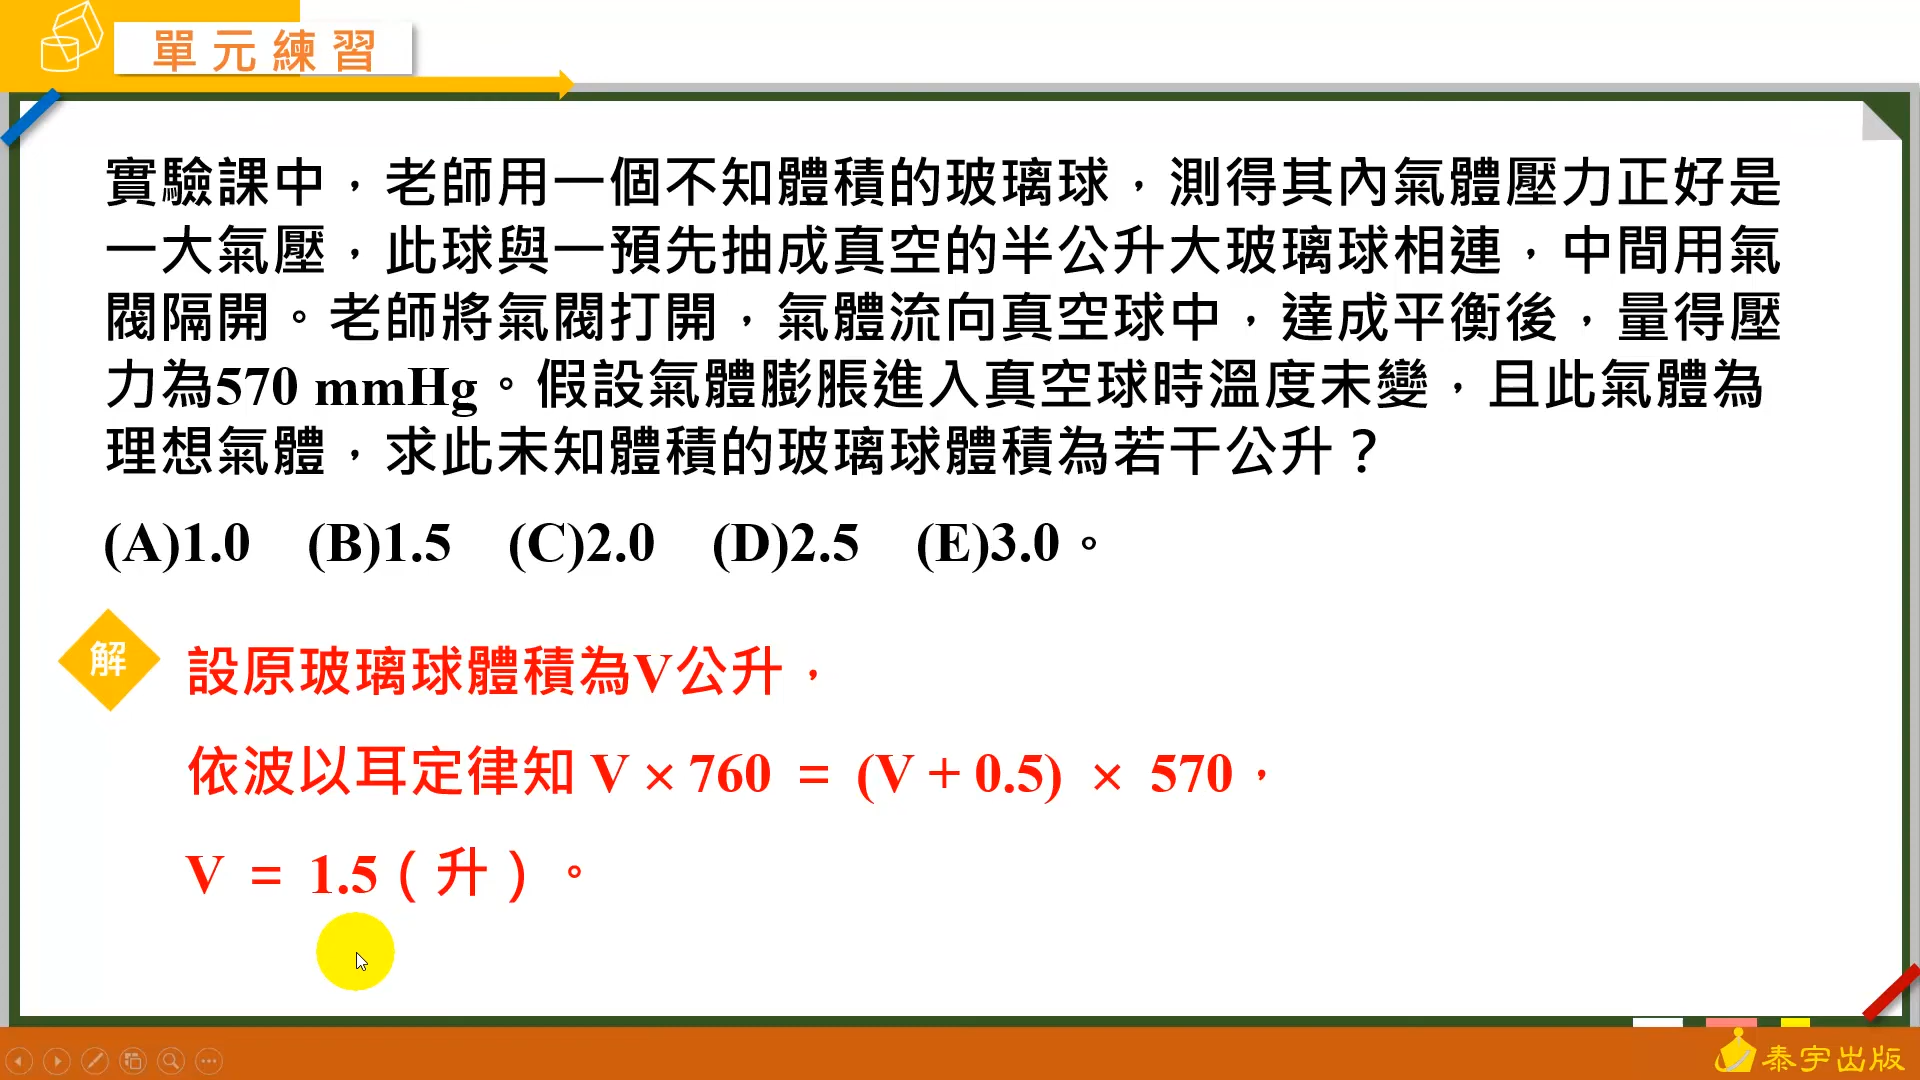 單元練習
實驗課中，老師用一個不知體積的玻璃球，測得其內氣體壓力正好是
一大氣壓，此球與一預先抽成真空的半公升大玻璃球相連，中間用氣
閥隔開。老師將氣閥打開，氣體流向真空球中，達成平衡後，量得壓
力為570 mmHg。假設氣體膨脹進入真空球時溫度未變，且此氣體為
理想氣體，求此未知體積的玻璃球體積為若干公升？
(A)1.0 (B)1.5 (C)2.0 (D)2.5 (E)3.0。
解
設原玻璃球體積為V公升，
依波以耳定律知 V × 760 = (V + 0.5) × 570，
V = 1.5（升）。
泰宇出版